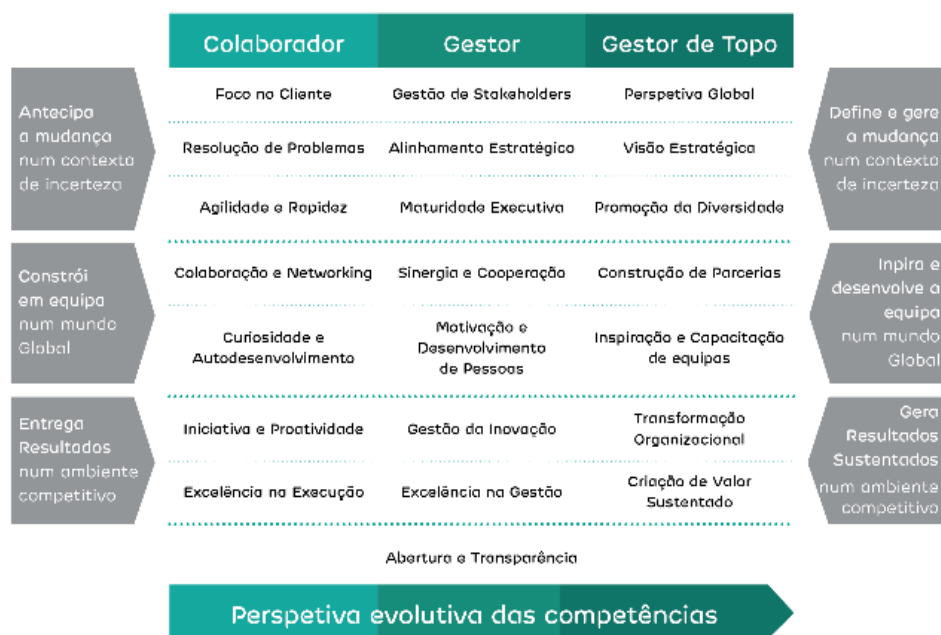 Colaborador Gestor Gestor de Topo
Antecipa
a mudança
num contexto
de incerteza
Foco no Cliente Gestão de Stakeholders Perspetiva Global
Resolução de Problemas Alinhamento Estratégico Visão Estratégica
Agilidade e Rapidez Maturidade Executiva Promoção da Diversidade
Define e gere
a mudança
num contexto
de incerteza
Constrói
em equipa
num mundo
Global
Colaboração e Networking Sinergia e Cooperação Construção de Parcerias
Curiosidade e
Autodesenvolvimento
Motivação e
Desenvolvimento
de Pessoas
Inspiração e Capacitação
de equipas
Inpira e
desenvolve a
equipa
num mundo
Global
Entrega
Resultados
num ambiente
competitivo
Iniciativa e Proatividade Gestão da Inovação
Transformação
Organizacional
Excelência na Execução Excelência na Gestão
Criação de Valor
Sustentado
Gera
Resultados
Sustentados
num ambiente
competitivo
Abertura e Transparência
Perspetiva evolutiva das competências